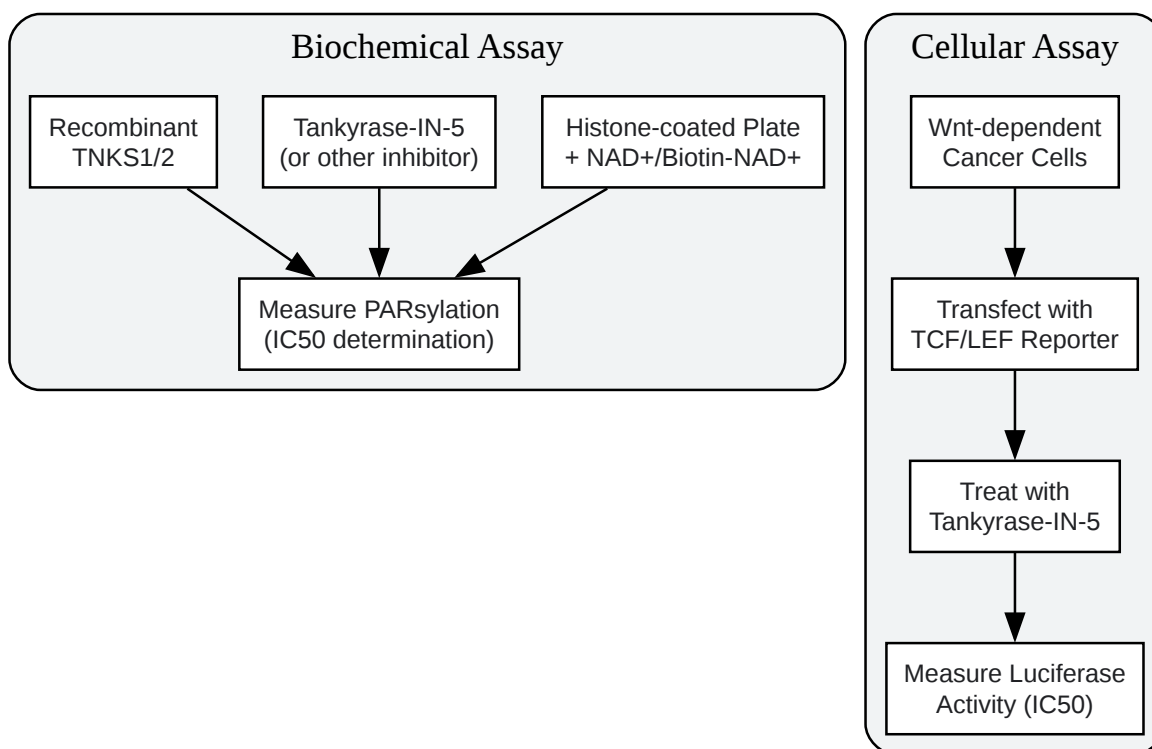 Biochemical Assay
Recombinant
TNKS1/2
Tankyrase-IN-5
(or other inhibitor)
Histone-coated Plate
+ NAD+/Biotin-NAD+
Measure PARsylation
(IC50 determination)
Cellular Assay
Wnt-dependent
Cancer Cells
Transfect with
TCF/LEF Reporter
Treat with
Tankyrase-IN-5
Measure Luciferase
Activity (IC50)